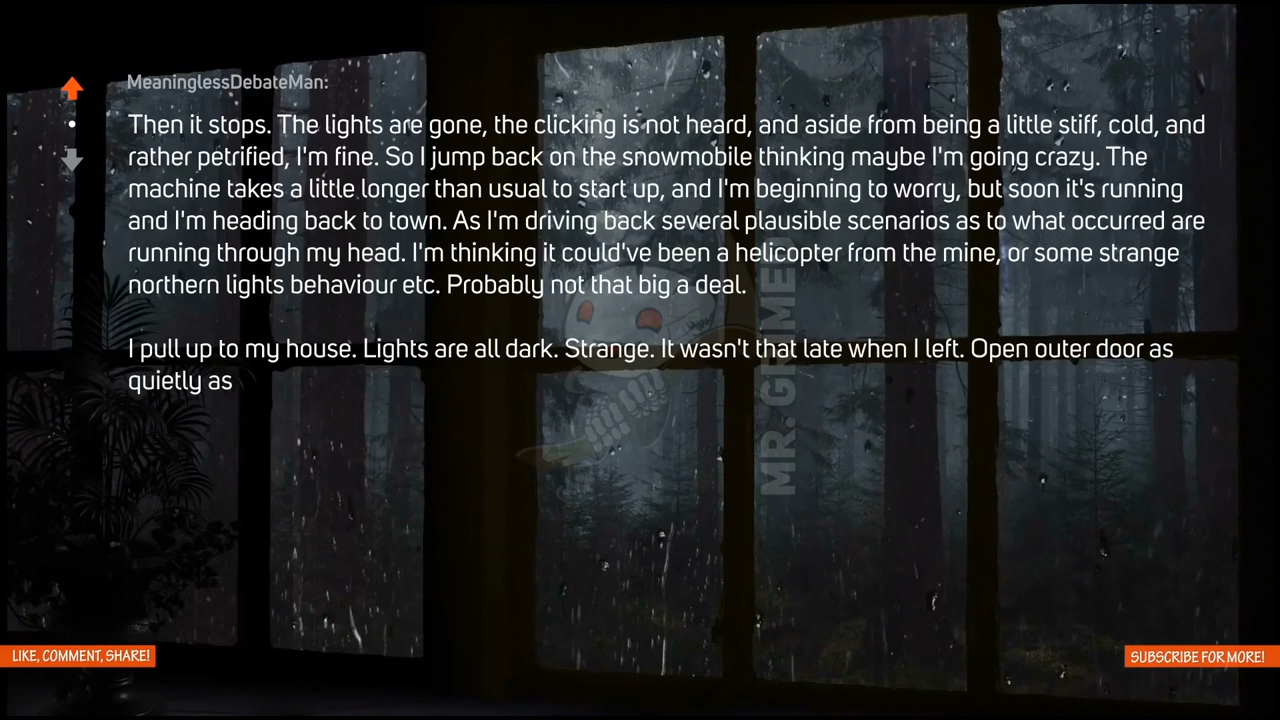 MeaninglessDebateMan:
Then it stops. The lights are gone, the clicking is not heard, and aside from being a little stiff, cold, and
rather petrified, I'm fine. So I jump back on the snowmobile thinking maybe I'm going crazy. The
machine takes a little longer than usual to start up, and I'm beginning to worry, but soon it's running
and I'm heading back to town. As I'm driving back several plausible scenarios as to what occurred are
running through my head. I'm thinking it could've been a helicopter from the mine, or some strange
northern lights behaviour etc. Probably not that big a deal.
I pull up to my house. Lights are all dark. Strange. It wasn't that late when I left. Open outer door as
quietly as
MR. GRIMES
LIKE, COMMENT, SHARE!
SUBSCRIBE FOR MORE!